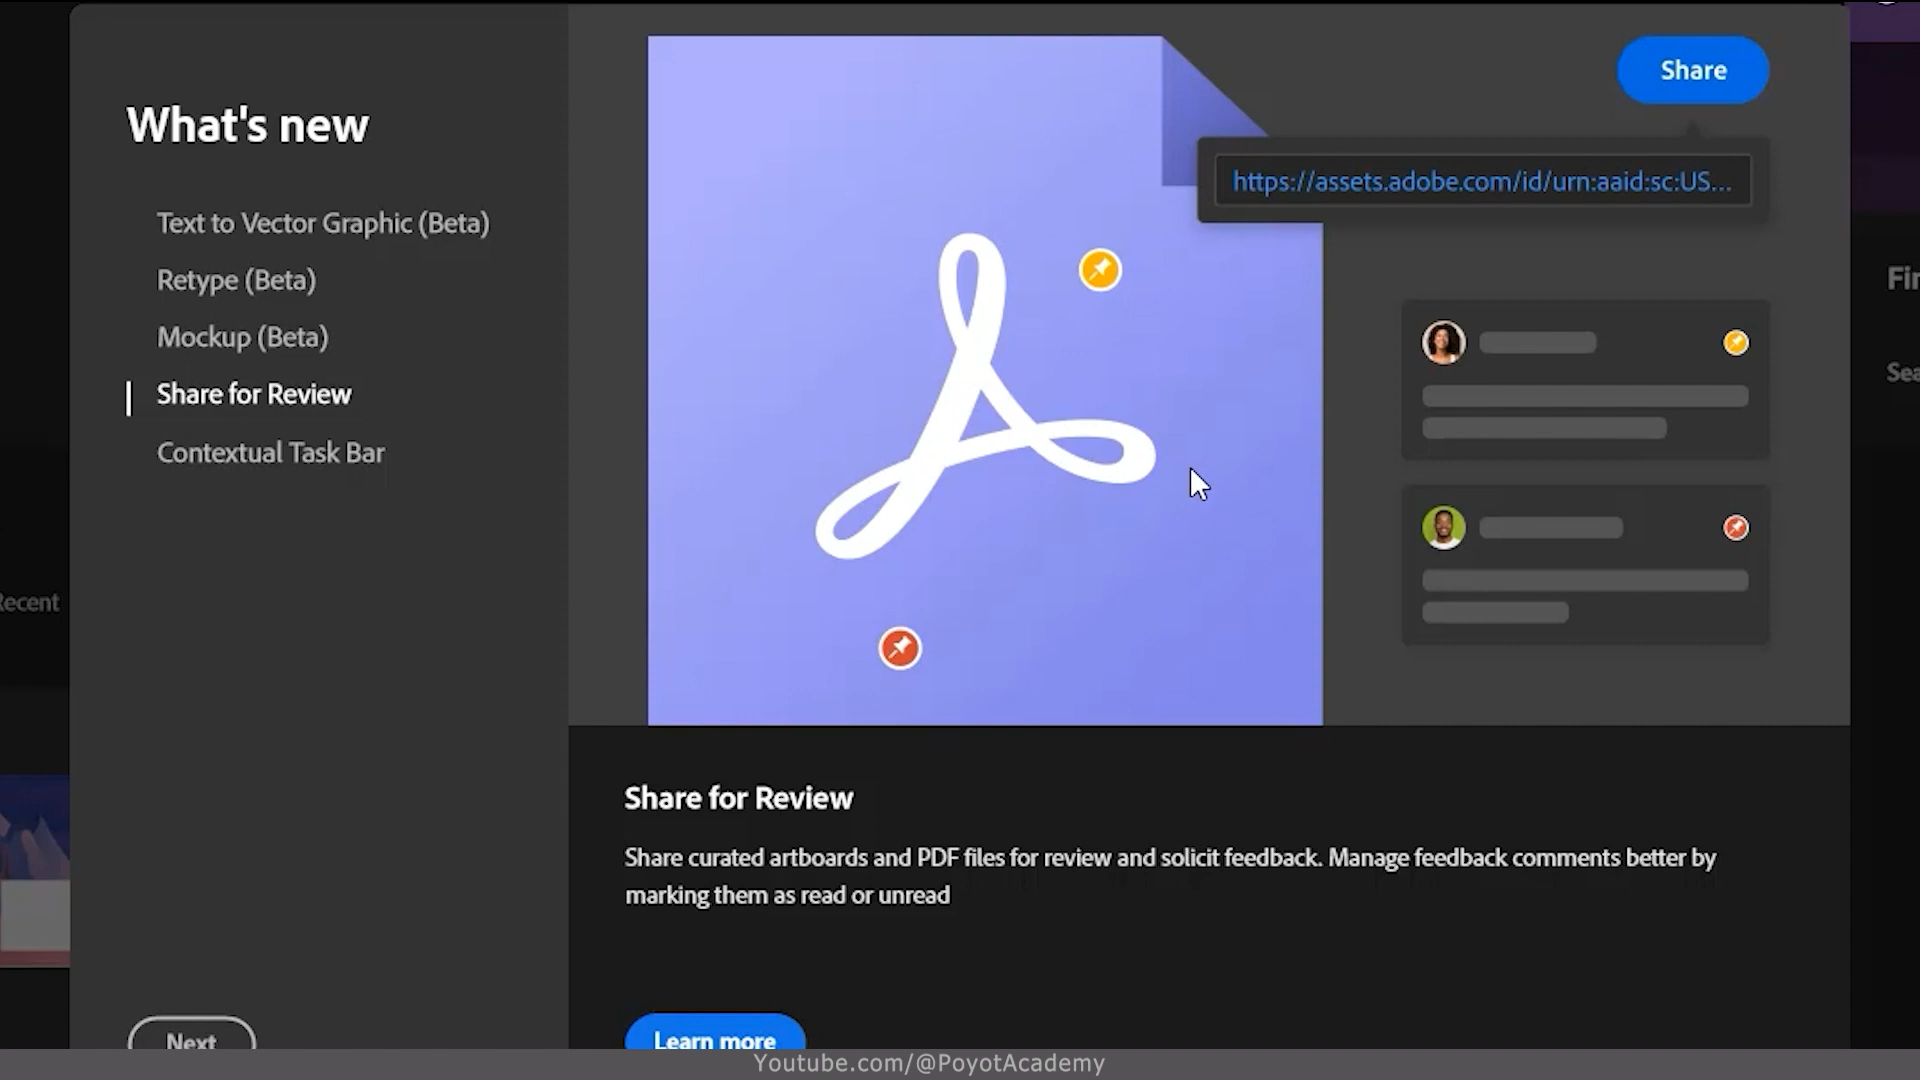 What's new
Text to Vector Graphic (Beta)
Retype (Beta)
Mockup (Beta)
Share for Review
Contextual Task Bar
Next
Recent
Share
https://assets.adobe.com/id/urn:aaid:sc:US...
Share for Review
Share curated artboards and PDF files for review and solicit feedback. Manage feedback comments better by
marking them as read or unread
Learn more
Youtube.com/@PoyotAcademy